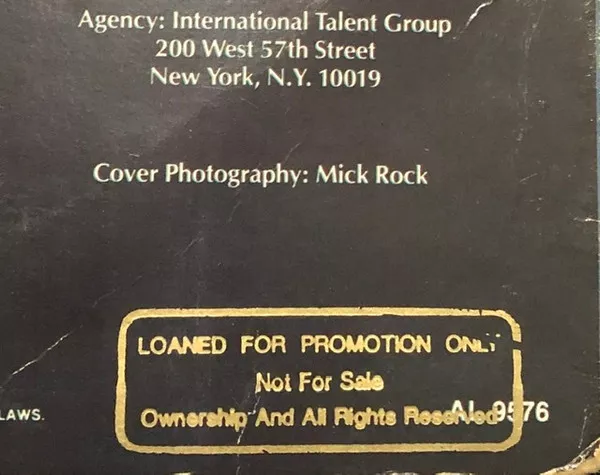 Agency: International Talent Group
200 West 57th Street
New York, N.Y. 10019
Cover Photography: Mick Rock
LOANED FOR PROMOTION ONLY
Not For Sale
Ownership And All Rights Reserved
AL 9576
LAWS.